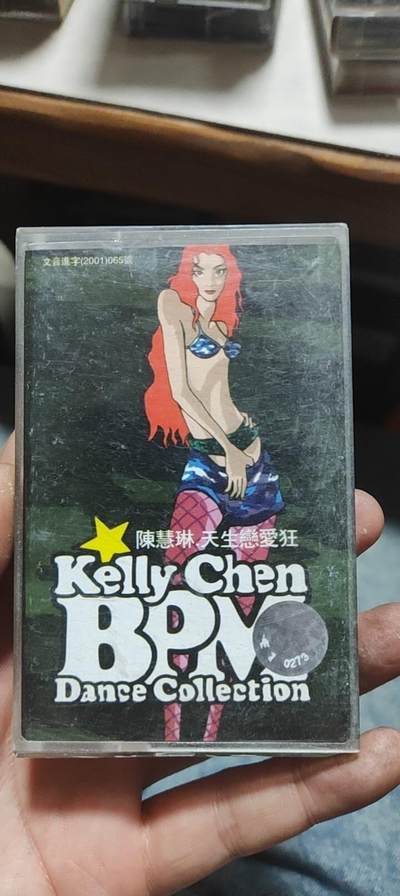 文音進字(2001)065號
陳慧琳.天生戀愛狂
Kelly Chen
BPM
Dance Collection
0273